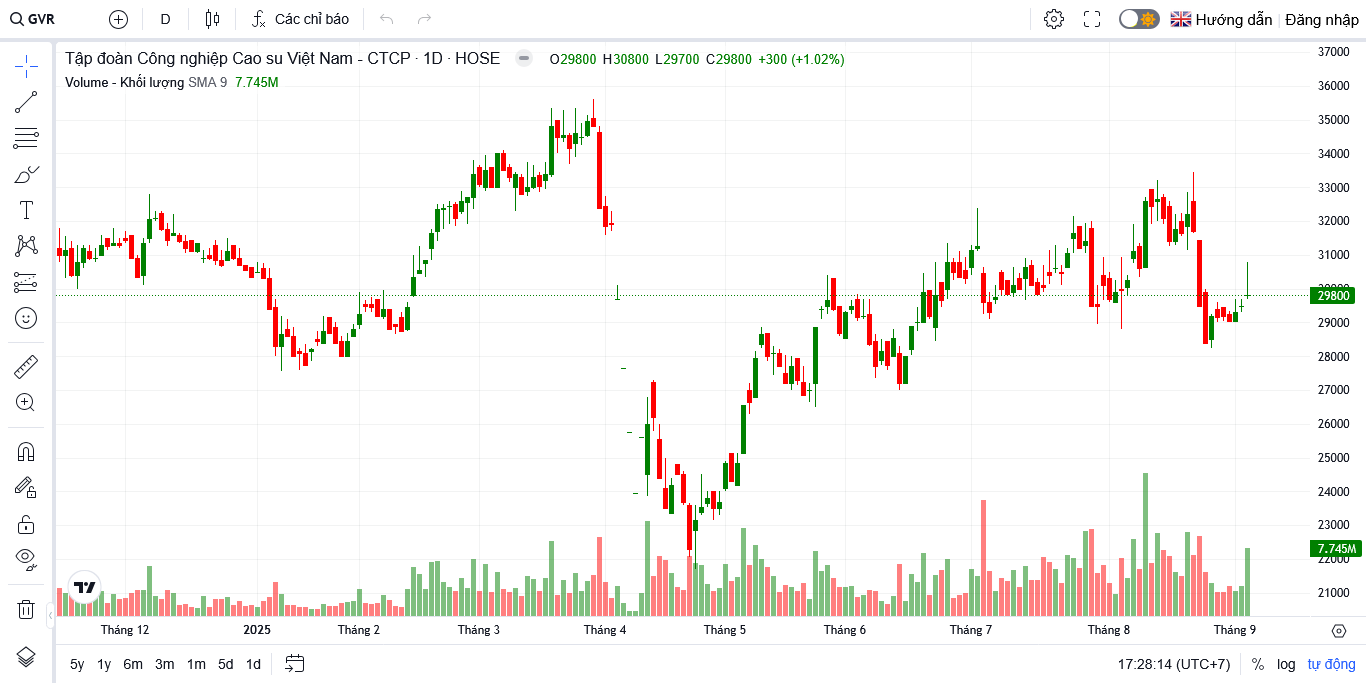 GVR D Các chỉ báo Hướng dẫn Đăng nhập
Tập đoàn Công nghiệp Cao su Việt Nam - CTCP · 1D · HOSE O29800 H30800 L29700 C29800 +300 (+1.02%)
Volume - Khối lượng SMA 9 7.745M
37000
36000
35000
34000
33000
32000
31000
29800
29000
28000
27000
26000
25000
24000
23000
7.745M
22000
21000
Tháng 12 2025 Tháng 2 Tháng 3 Tháng 4 Tháng 5 Tháng 6 Tháng 7 Tháng 8 Tháng 9
5y 1y 6m 3m 1m 5d 1d 17:28:14 (UTC+7) % log tự động